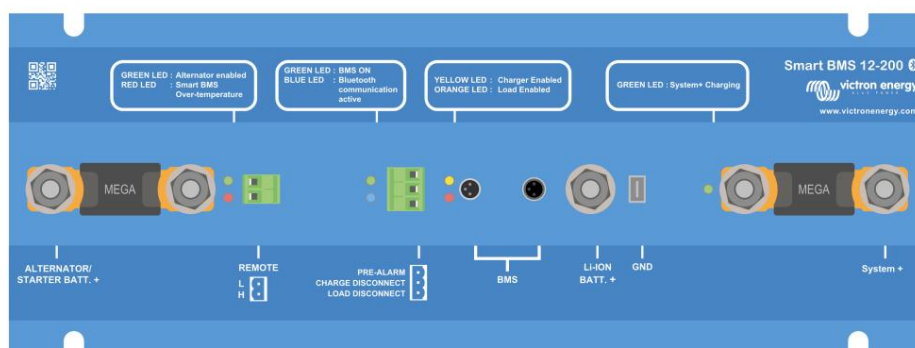 GREEN LED : Alternator enabled
RED LED : Smart BMS
Over-temperature
GREEN LED : BMS ON
BLUE LED : Bluetooth
communication
active
YELLOW LED : Charger Enabled
ORANGE LED : Load Enabled
GREEN LED : System+ Charging
Smart BMS 12-200
victron energy
BLUE POWER
www.victronenergy.com
MEGA
MEGA
ALTERNATOR/
STARTER BATT. +
REMOTE
L
H
PRE-ALARM
CHARGE DISCONNECT
LOAD DISCONNECT
BMS
Li-ION
BATT. +
GND
System +